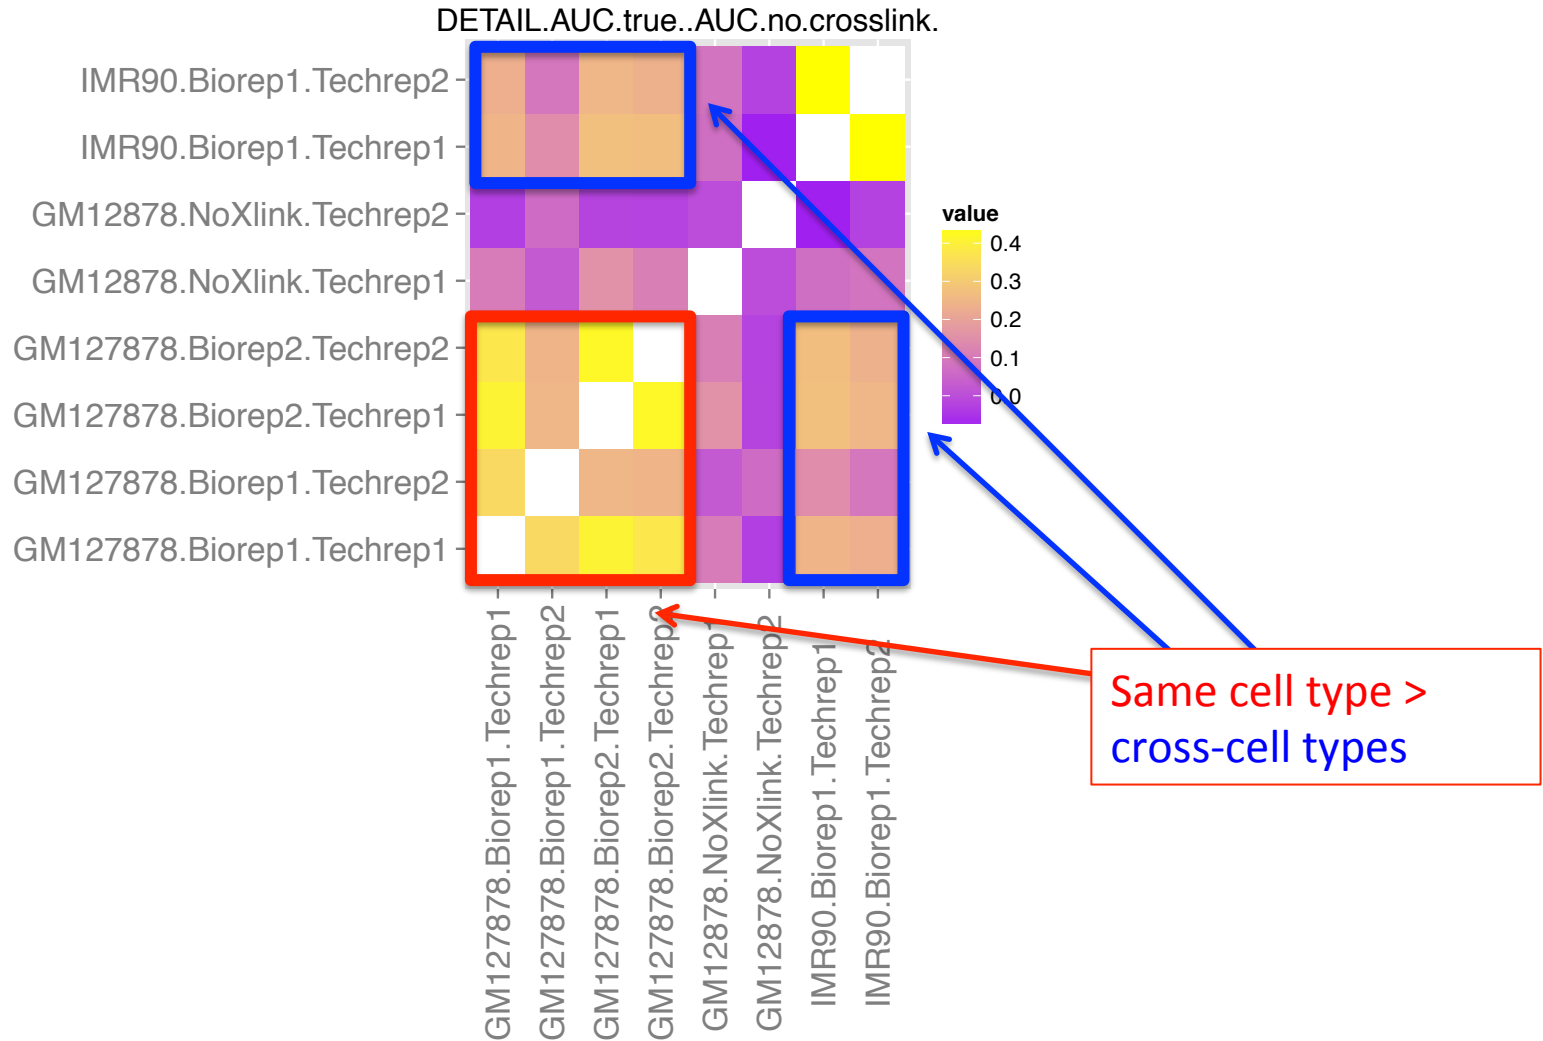 DETAIL.AUC.true..AUC.no.crosslink.
IMR90.Biorep1.Techrep2
IMR90.Biorep1.Techrep1
GM12878.NoXlink.Techrep2
GM12878.NoXlink.Techrep1
GM127878.Biorep2.Techrep2
GM127878.Biorep2.Techrep1
GM127878.Biorep1.Techrep2
GM127878.Biorep1.Techrep1
value
0.4
0.3
0.2
0.1
0.0
GM127878.Biorep1.Techrep1
GM127878.Biorep1.Techrep2
GM127878.Biorep2.Techrep1
GM127878.Biorep2.Techrep2
GM12878.NoXlink.Techrep1
GM12878.NoXlink.Techrep2
IMR90.Biorep1.Techrep1
IMR90.Biorep1.Techrep2
Same cell type >
cross-cell types